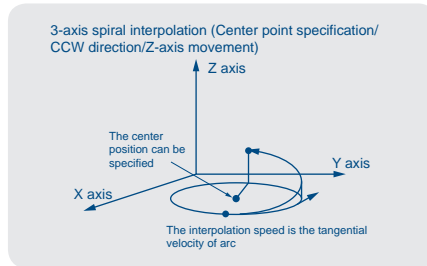 3-axis spiral interpolation (Center point specification/
CCW direction/Z-axis movement)
Z axis
The center
position can be
specified
Y axis
X axis
The interpolation speed is the tangential
velocity of arc